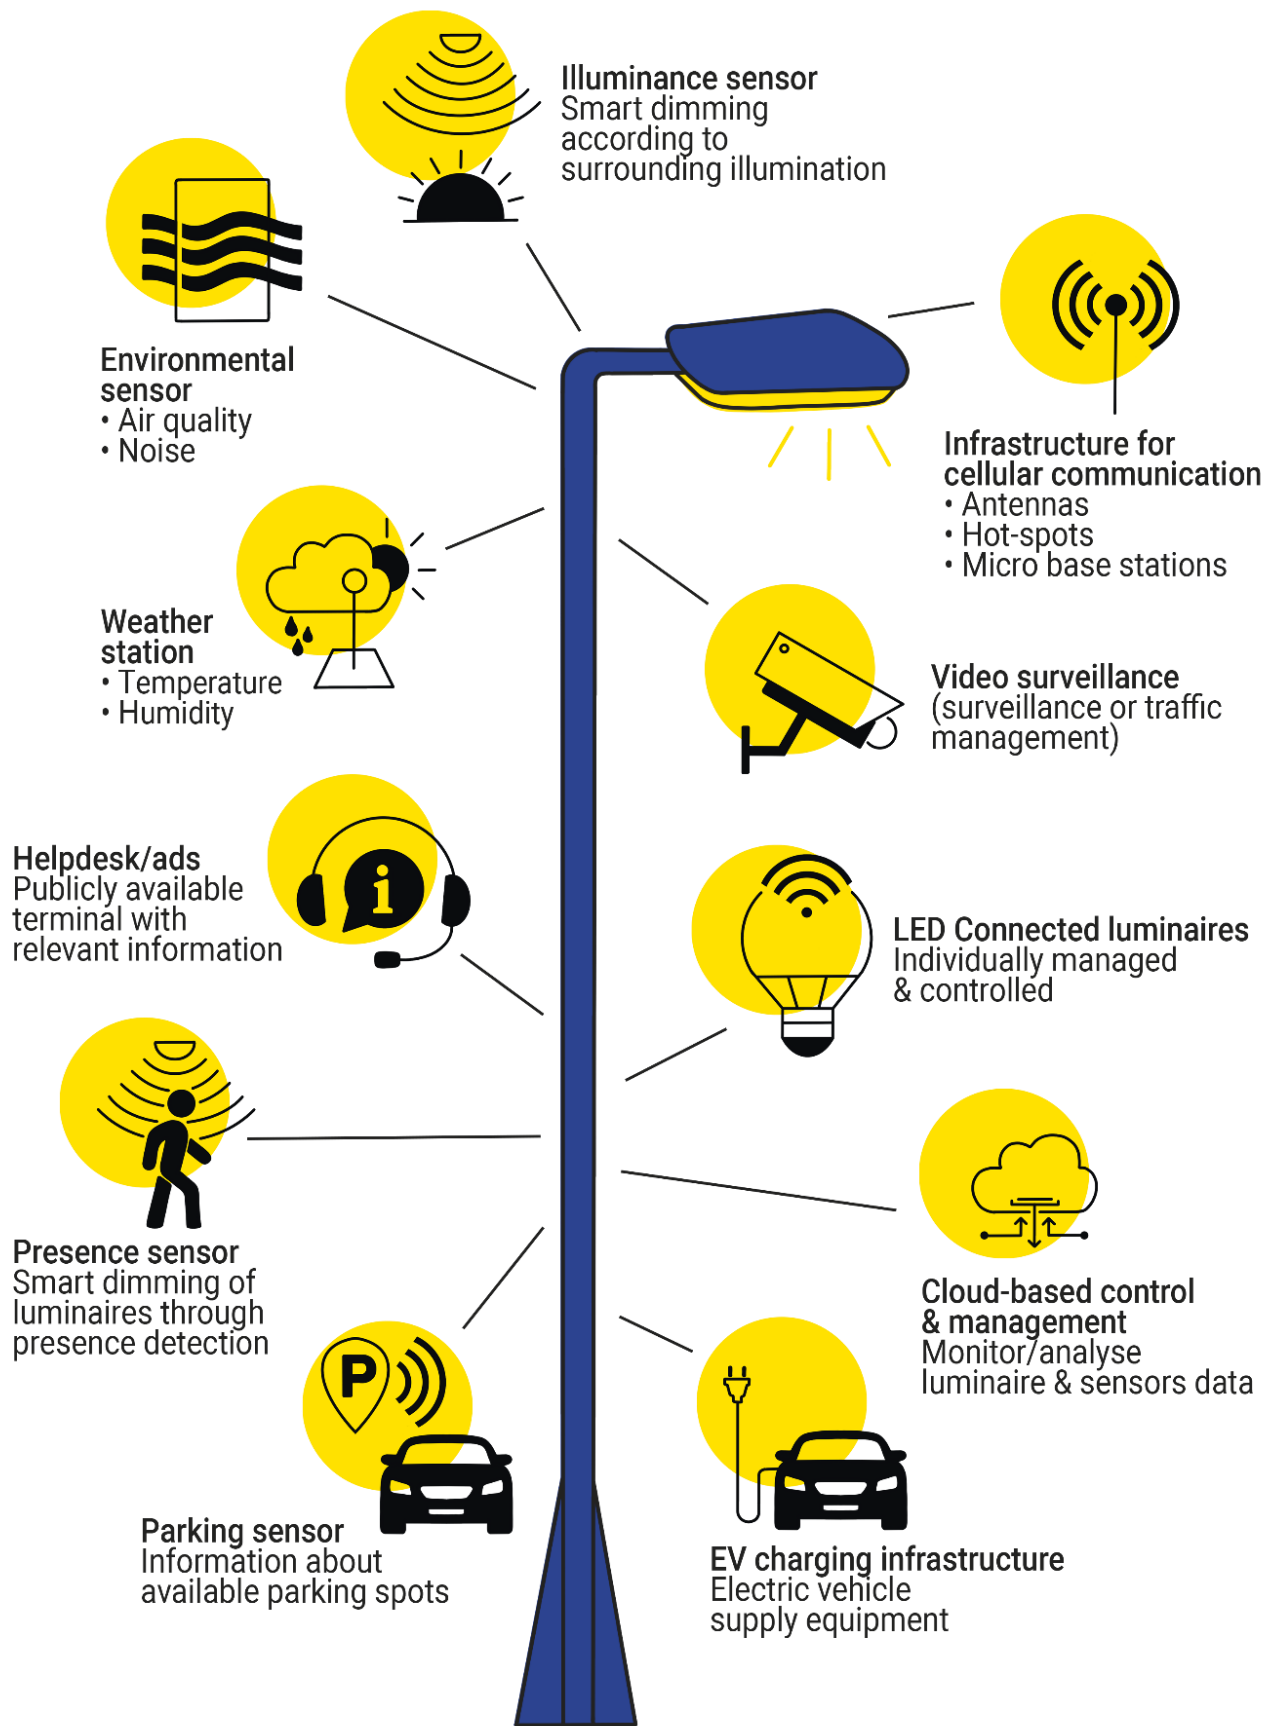 Illuminance sensor
Smart dimming
according to
surrounding illumination
Environmental
sensor
• Air quality
• Noise
Infrastructure for
cellular communication
• Antennas
• Hot-spots
• Micro base stations
Weather
station
• Temperature
• Humidity
Video surveillance
(surveillance or traffic
management)
Helpdesk/ads
Publicly available
terminal with
relevant information
i
LED Connected luminaires
Individually managed
& controlled
Presence sensor
Smart dimming of
luminaires through
presence detection
Cloud-based control
& management
Monitor/analyse
luminaire & sensors data
P
Parking sensor
Information about
available parking spots
EV charging infrastructure
Electric vehicle
supply equipment